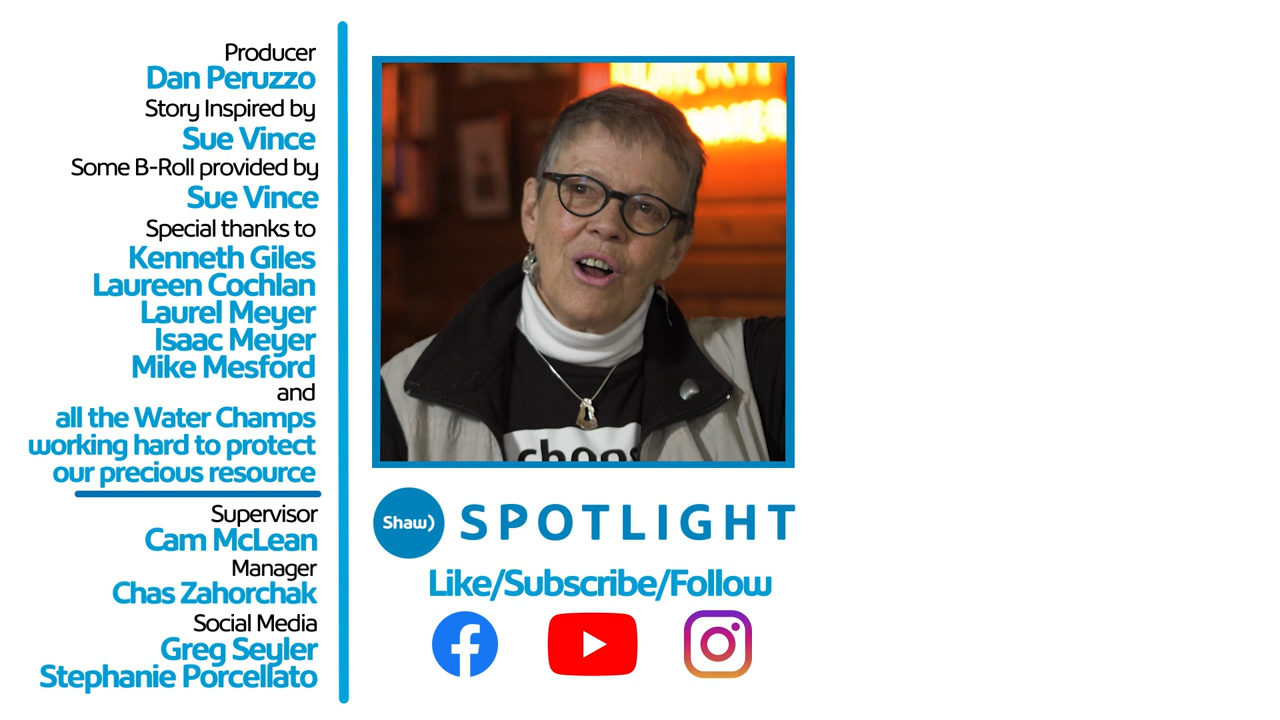 Producer
Dan Peruzzo
Story Inspired by
Sue Vince
Some B-Roll provided by
Sue Vince
Special thanks to
Kenneth Giles
Laureen Cochlan
Laurel Meyer
Isaac Meyer
Mike Mesford
and
all the Water Champs
working hard to protect
our precious resource
Supervisor
Cam McLean
Manager
Chas Zahorchak
Social Media
Greg Seyler
Stephanie Porcellato
Shaw) SPOTLIGHT
Like/Subscribe/Follow